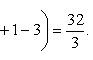 +1−3) = 32/3.